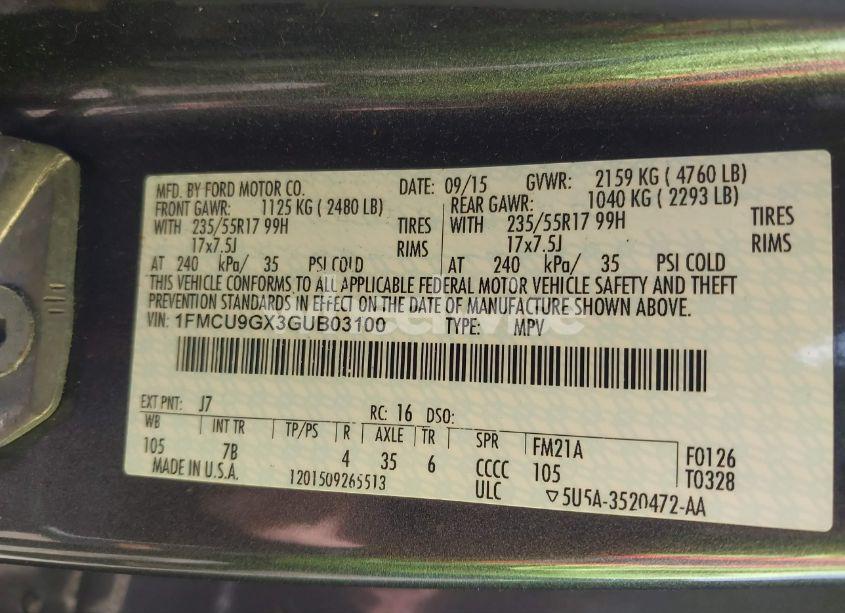 MFD. BY FORD MOTOR CO. DATE: 09/15 GVWR: 2159 KG ( 4760 LB)
FRONT GAWR: 1125 KG ( 2480 LB) REAR GAWR: 1040 KG ( 2293 LB)
WITH 235/55R17 99H TIRES WITH 235/55R17 99H TIRES
17x7.5J RIMS 17x7.5J RIMS
AT 240 kPa/ 35 PSI COLD AT 240 kPa/ 35 PSI COLD
THIS VEHICLE CONFORMS TO ALL APPLICABLE FEDERAL MOTOR VEHICLE SAFETY AND THEFT
PREVENTION STANDARDS IN EFFECT ON THE DATE OF MANUFACTURE SHOWN ABOVE.
VIN: 1FMCU9GX3GUB03100 TYPE: MPV
EXT PNT: J7 RC: 16 DSO:
WB INT TR TP/PS R AXLE TR SPR FM21A F0126
105 7B 4 35 6 CCCC 105 T0328
MADE IN U.S.A. 1201509265513 ULC ▽5U5A-3520472-AA